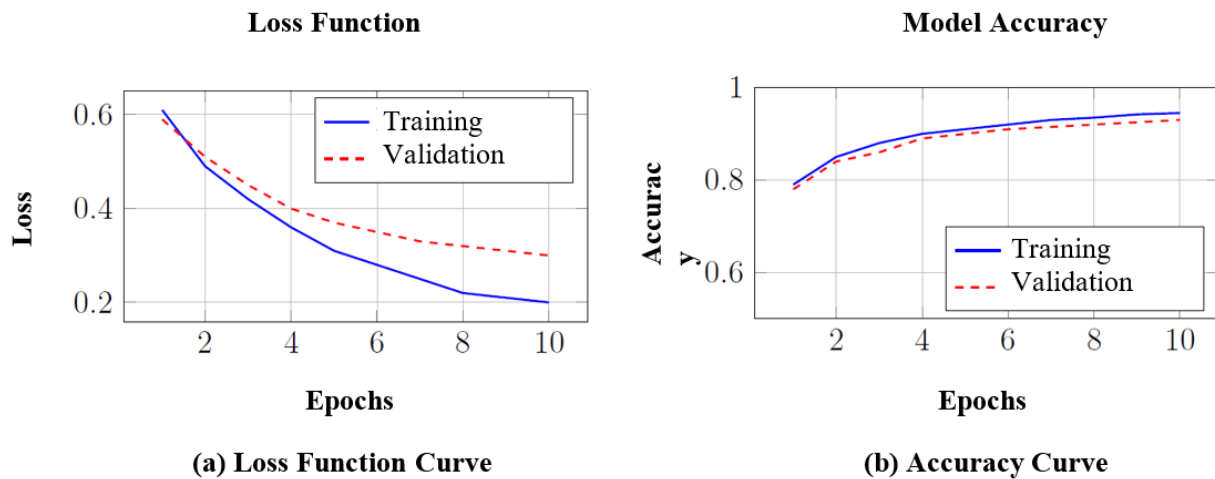 Loss Function
0.6
0.4
0.2
Loss
Training
Validation
2 4 6 8 10
Epochs
(a) Loss Function Curve
Model Accuracy
1
0.8
0.6
Accurac
y
Training
Validation
2 4 6 8 10
Epochs
(b) Accuracy Curve